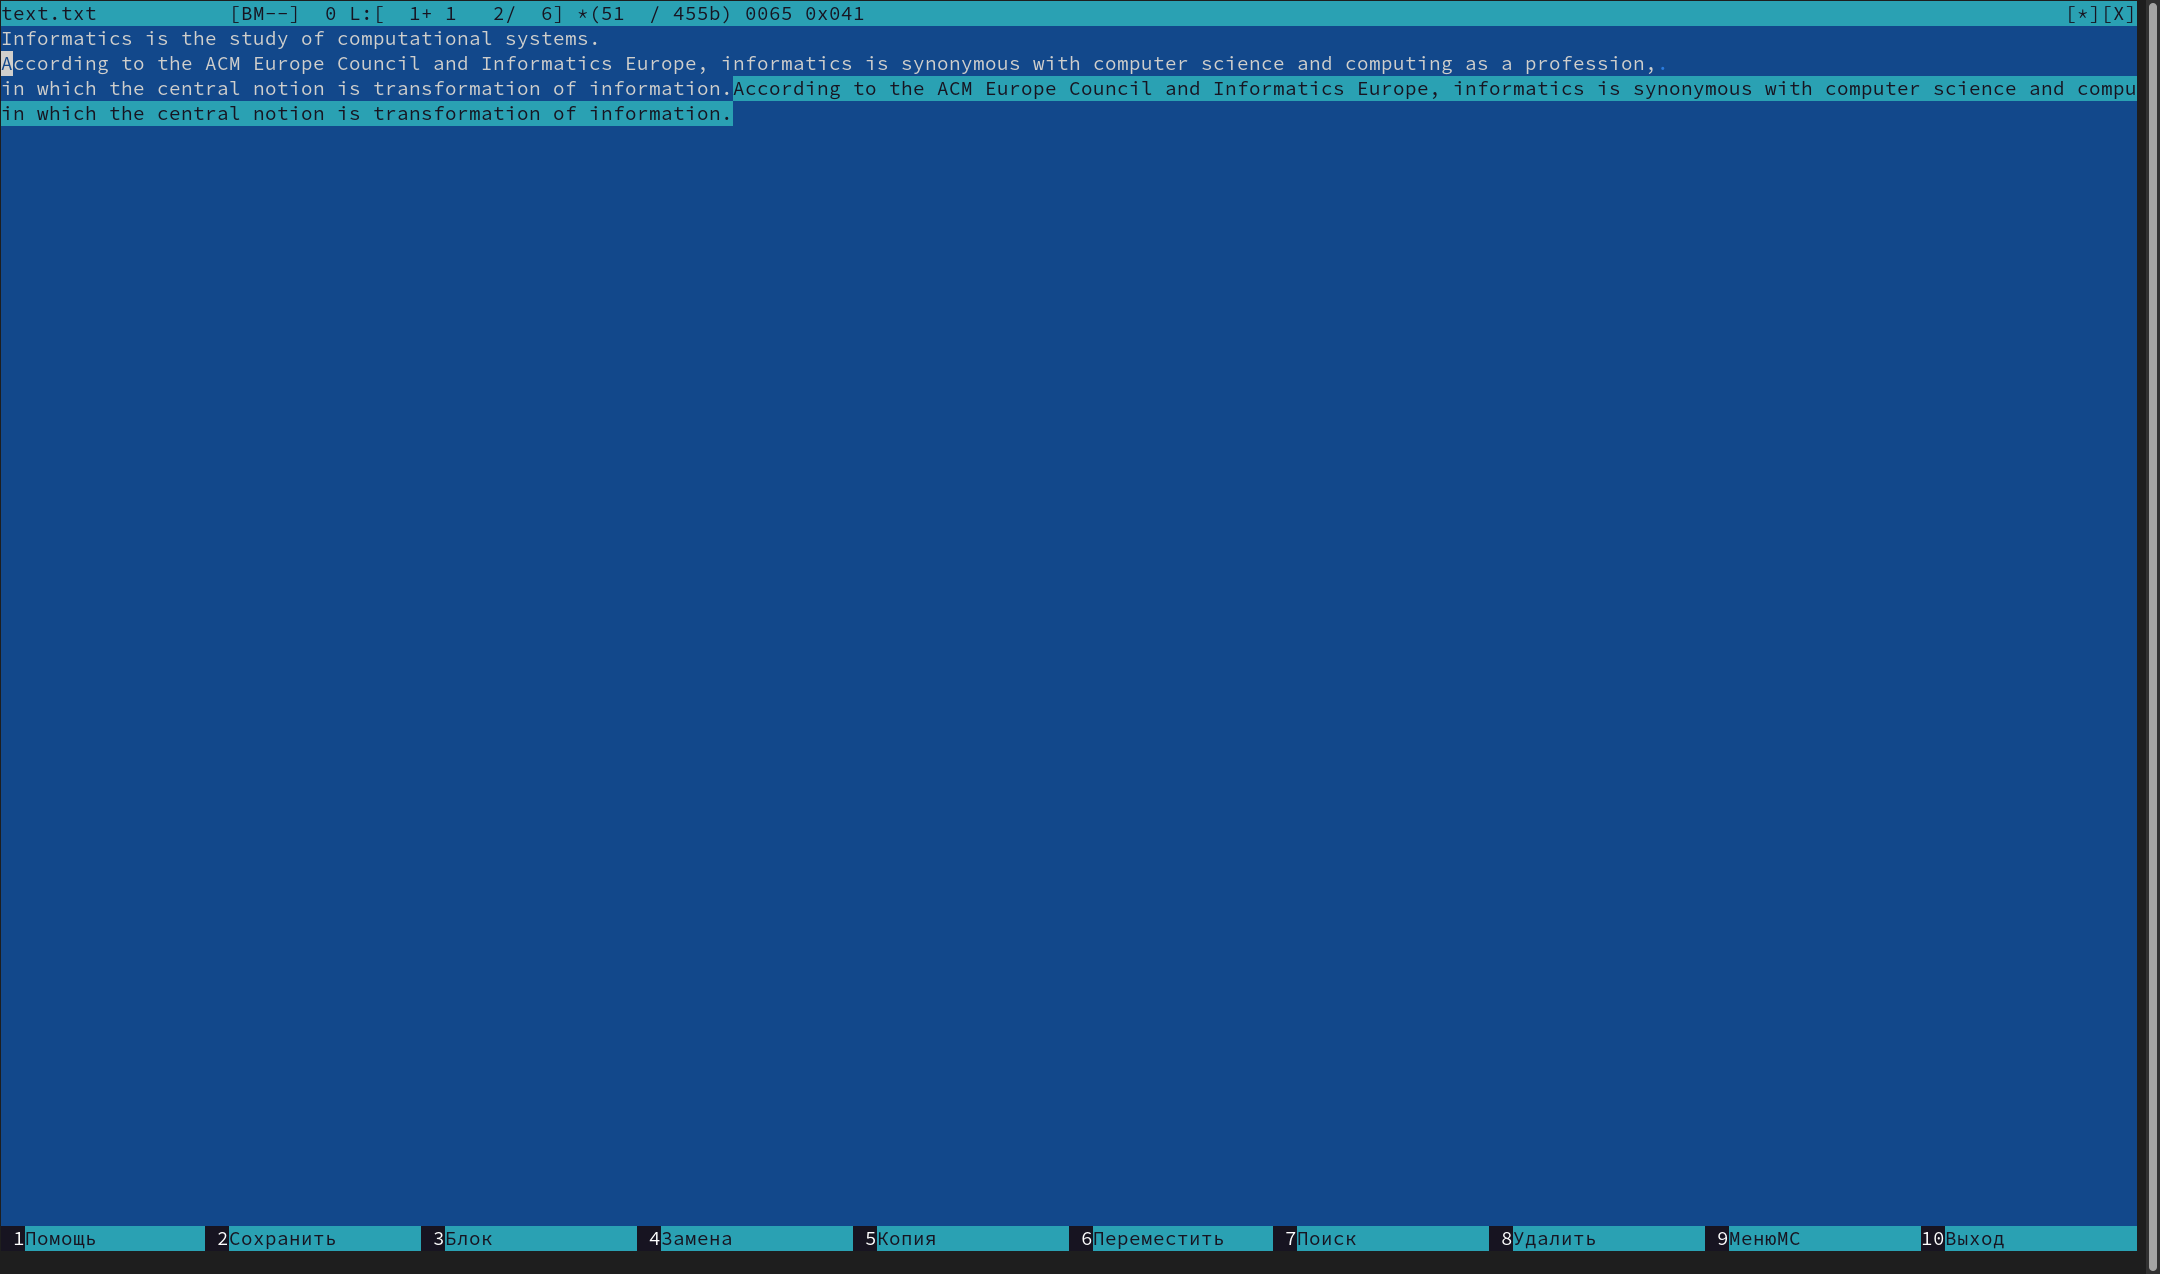 text.txt [BM--] 0 L:[ 1+ 1 2/ 6] *(51 / 455b) 0065 0x041 [*][X]
Informatics is the study of computational systems.
According to the ACM Europe Council and Informatics Europe, informatics is synonymous with computer science and computing as a profession,.
in which the central notion is transformation of information.According to the ACM Europe Council and Informatics Europe, informatics is synonymous with computer science and compu
in which the central notion is transformation of information.
1Помощь 2Сохранить 3Блок 4Замена 5Копия 6Переместить 7Поиск 8Удалить 9МенюMC 10Выход